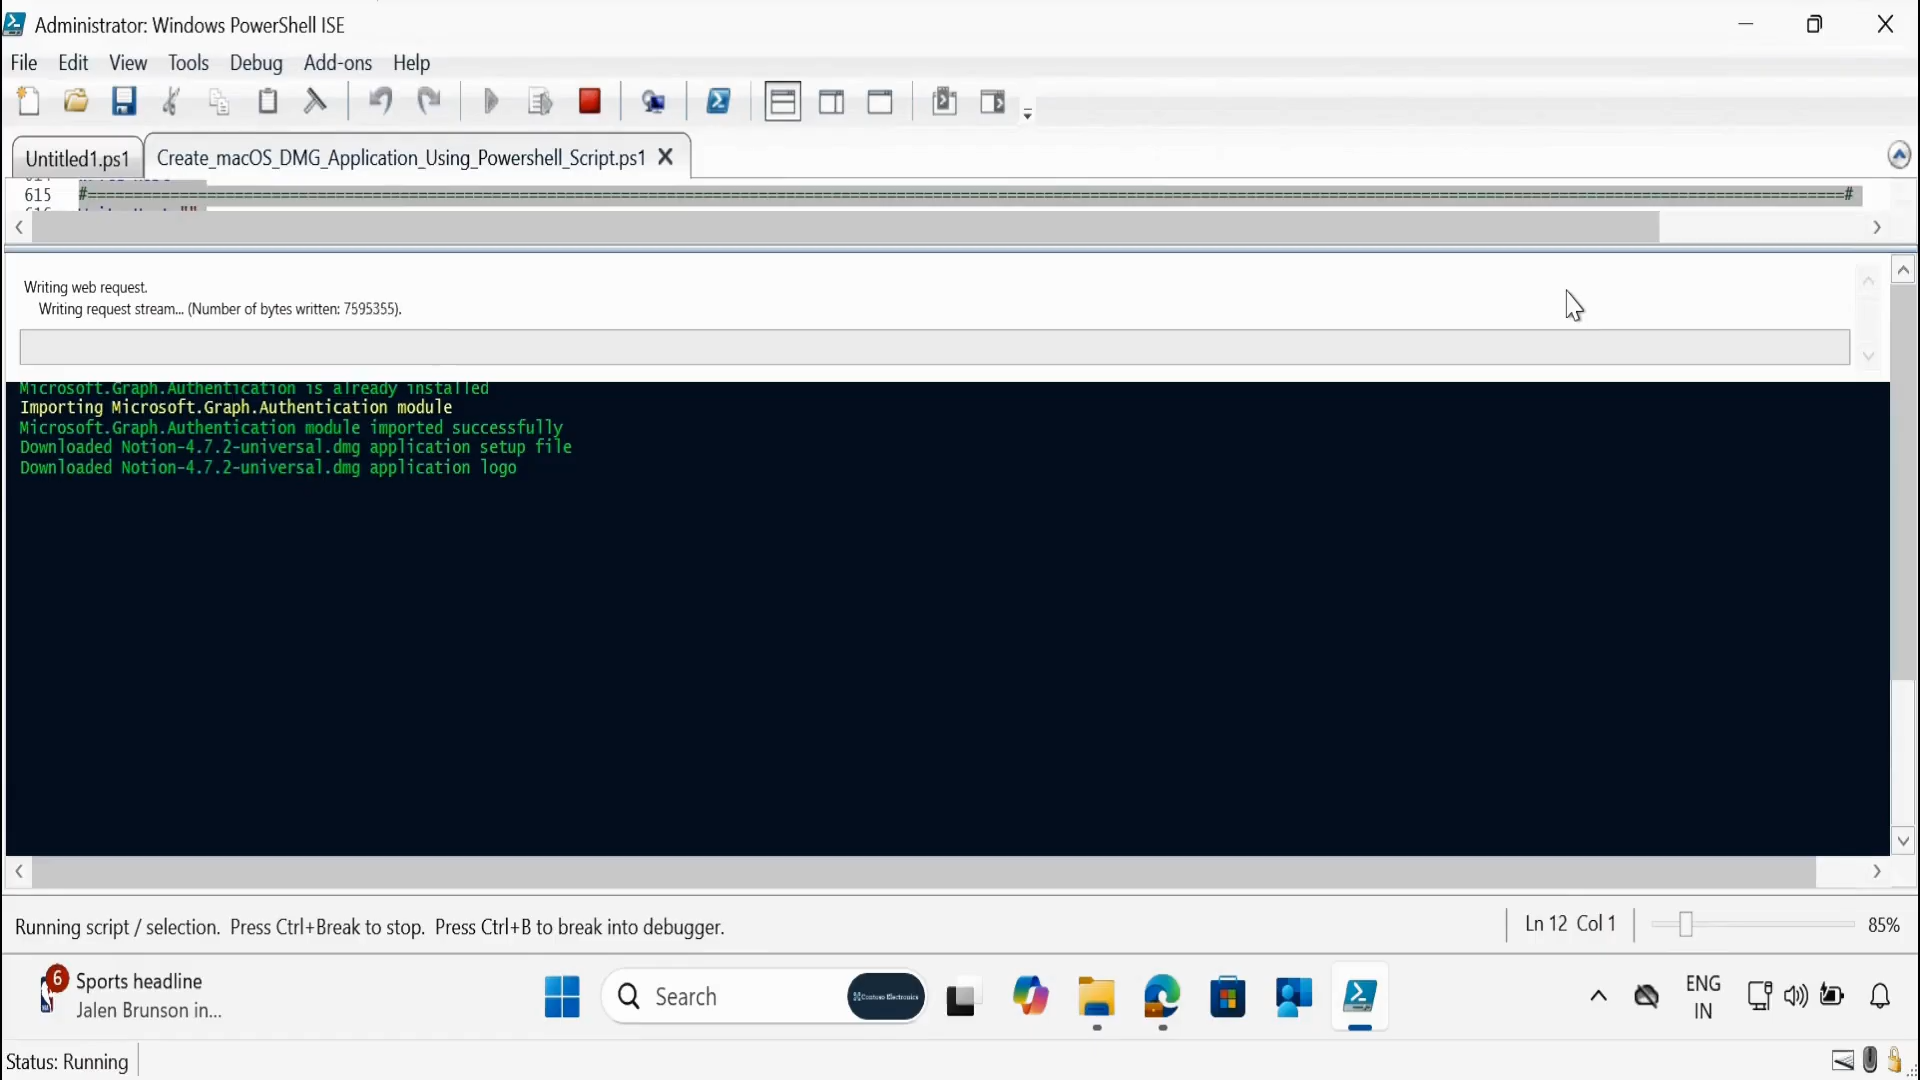 Administrator: Windows PowerShell ISE
File Edit View Tools Debug Add-ons Help
Untitled1.ps1
Create_macOS_DMG_Application_Using_Powershell_Script.ps1
615 #=====================================================================================================================================================#
Writing web request.
Writing request stream... (Number of bytes written: 7595355).
Microsoft.Graph.Authentication is already installed
Importing Microsoft.Graph.Authentication module
Microsoft.Graph.Authentication module imported successfully
Downloaded Notion-4.7.2-universal.dmg application setup file
Downloaded Notion-4.7.2-universal.dmg application logo
Running script / selection. Press Ctrl+Break to stop. Press Ctrl+B to break into debugger.
Ln 12 Col 1
85%
6
Sports headline
Jalen Brunson in...
Search
Contoso Electronics
ENG
IN
Status: Running